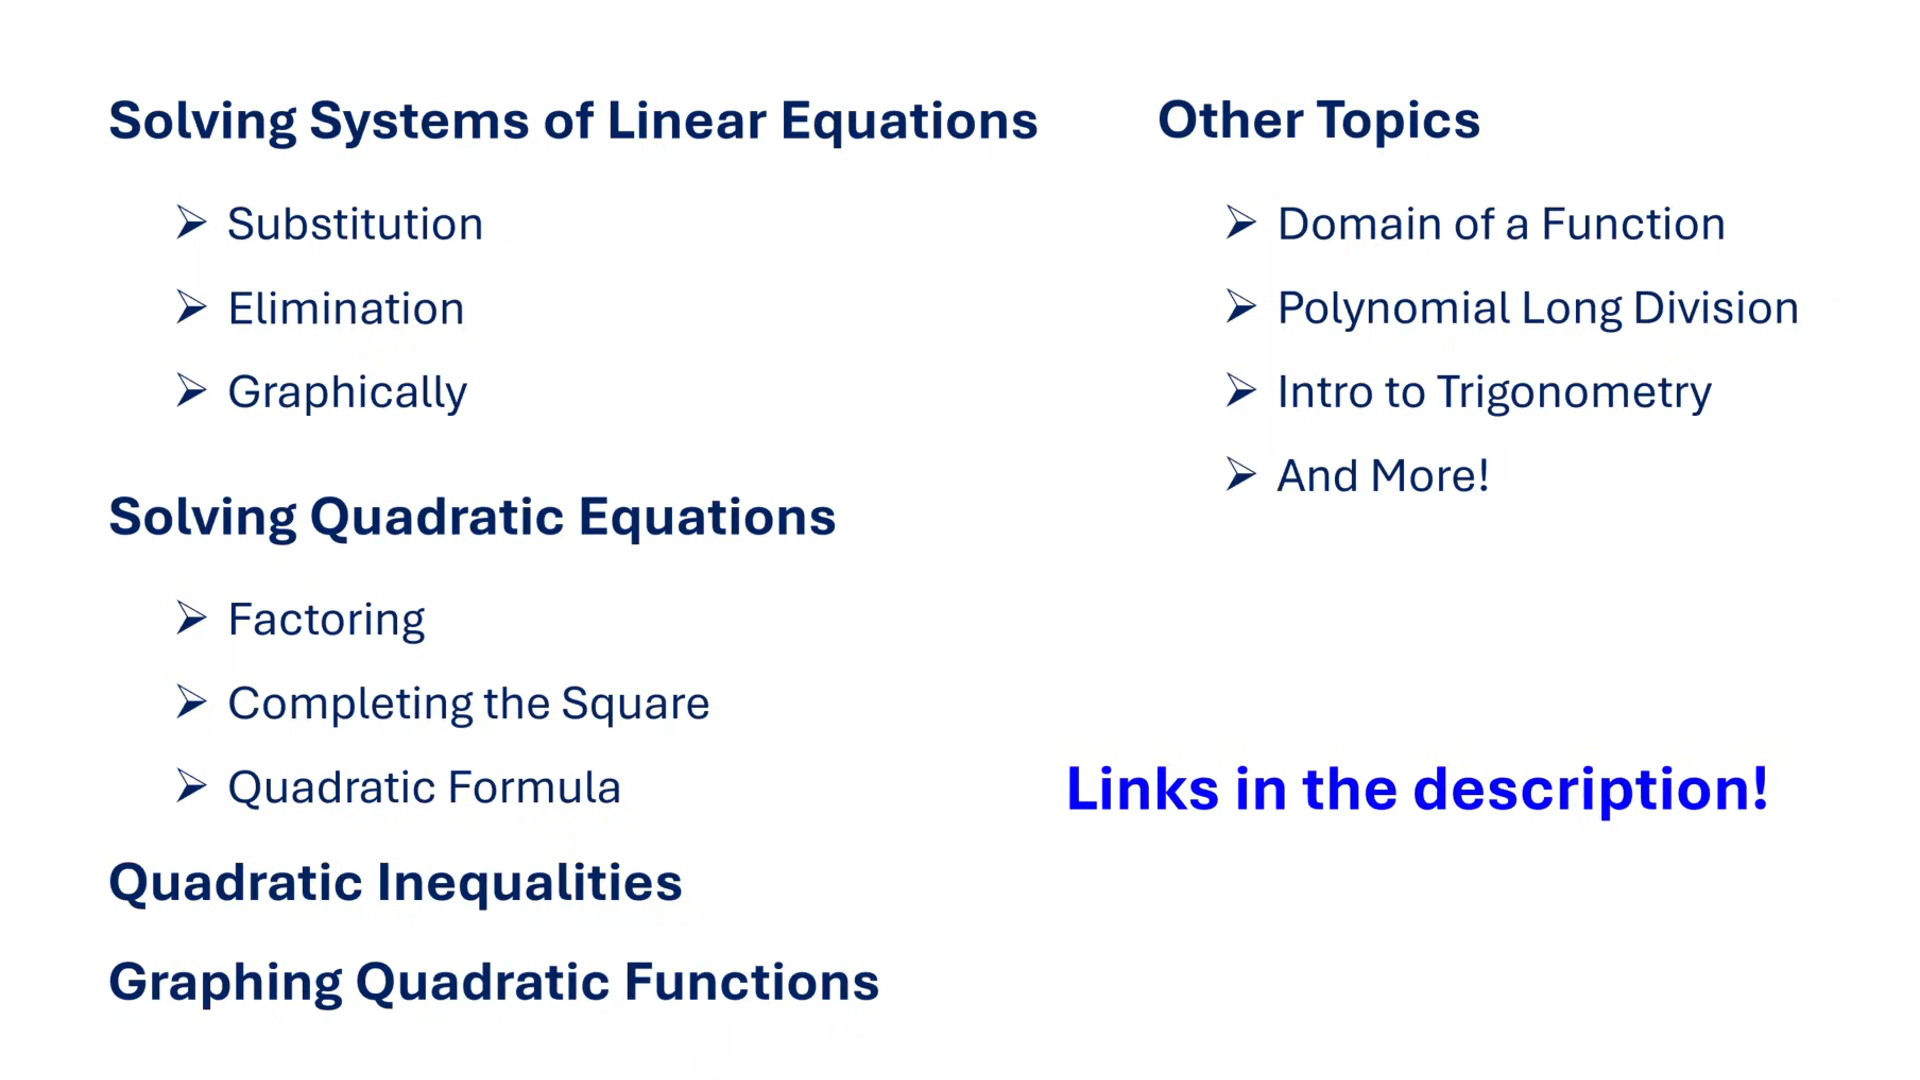 Solving Systems of Linear Equations
Substitution
Elimination
Graphically
Solving Quadratic Equations
Factoring
Completing the Square
Quadratic Formula
Quadratic Inequalities
Graphing Quadratic Functions
Other Topics
Domain of a Function
Polynomial Long Division
Intro to Trigonometry
And More!
Links in the description!